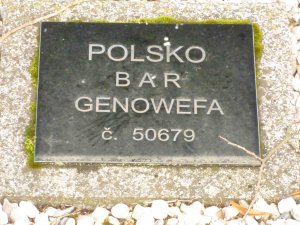 POLSKO
BAR
GENOWEFA
č. 50679